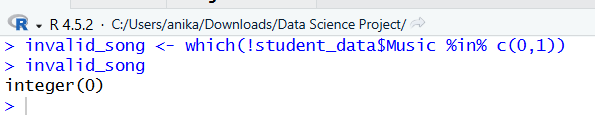 R 4.5.2 · C:/Users/anika/Downloads/Data Science Project/
> invalid_song <- which(!student_data$Music %in% c(0,1))
> invalid_song
integer(0)
>